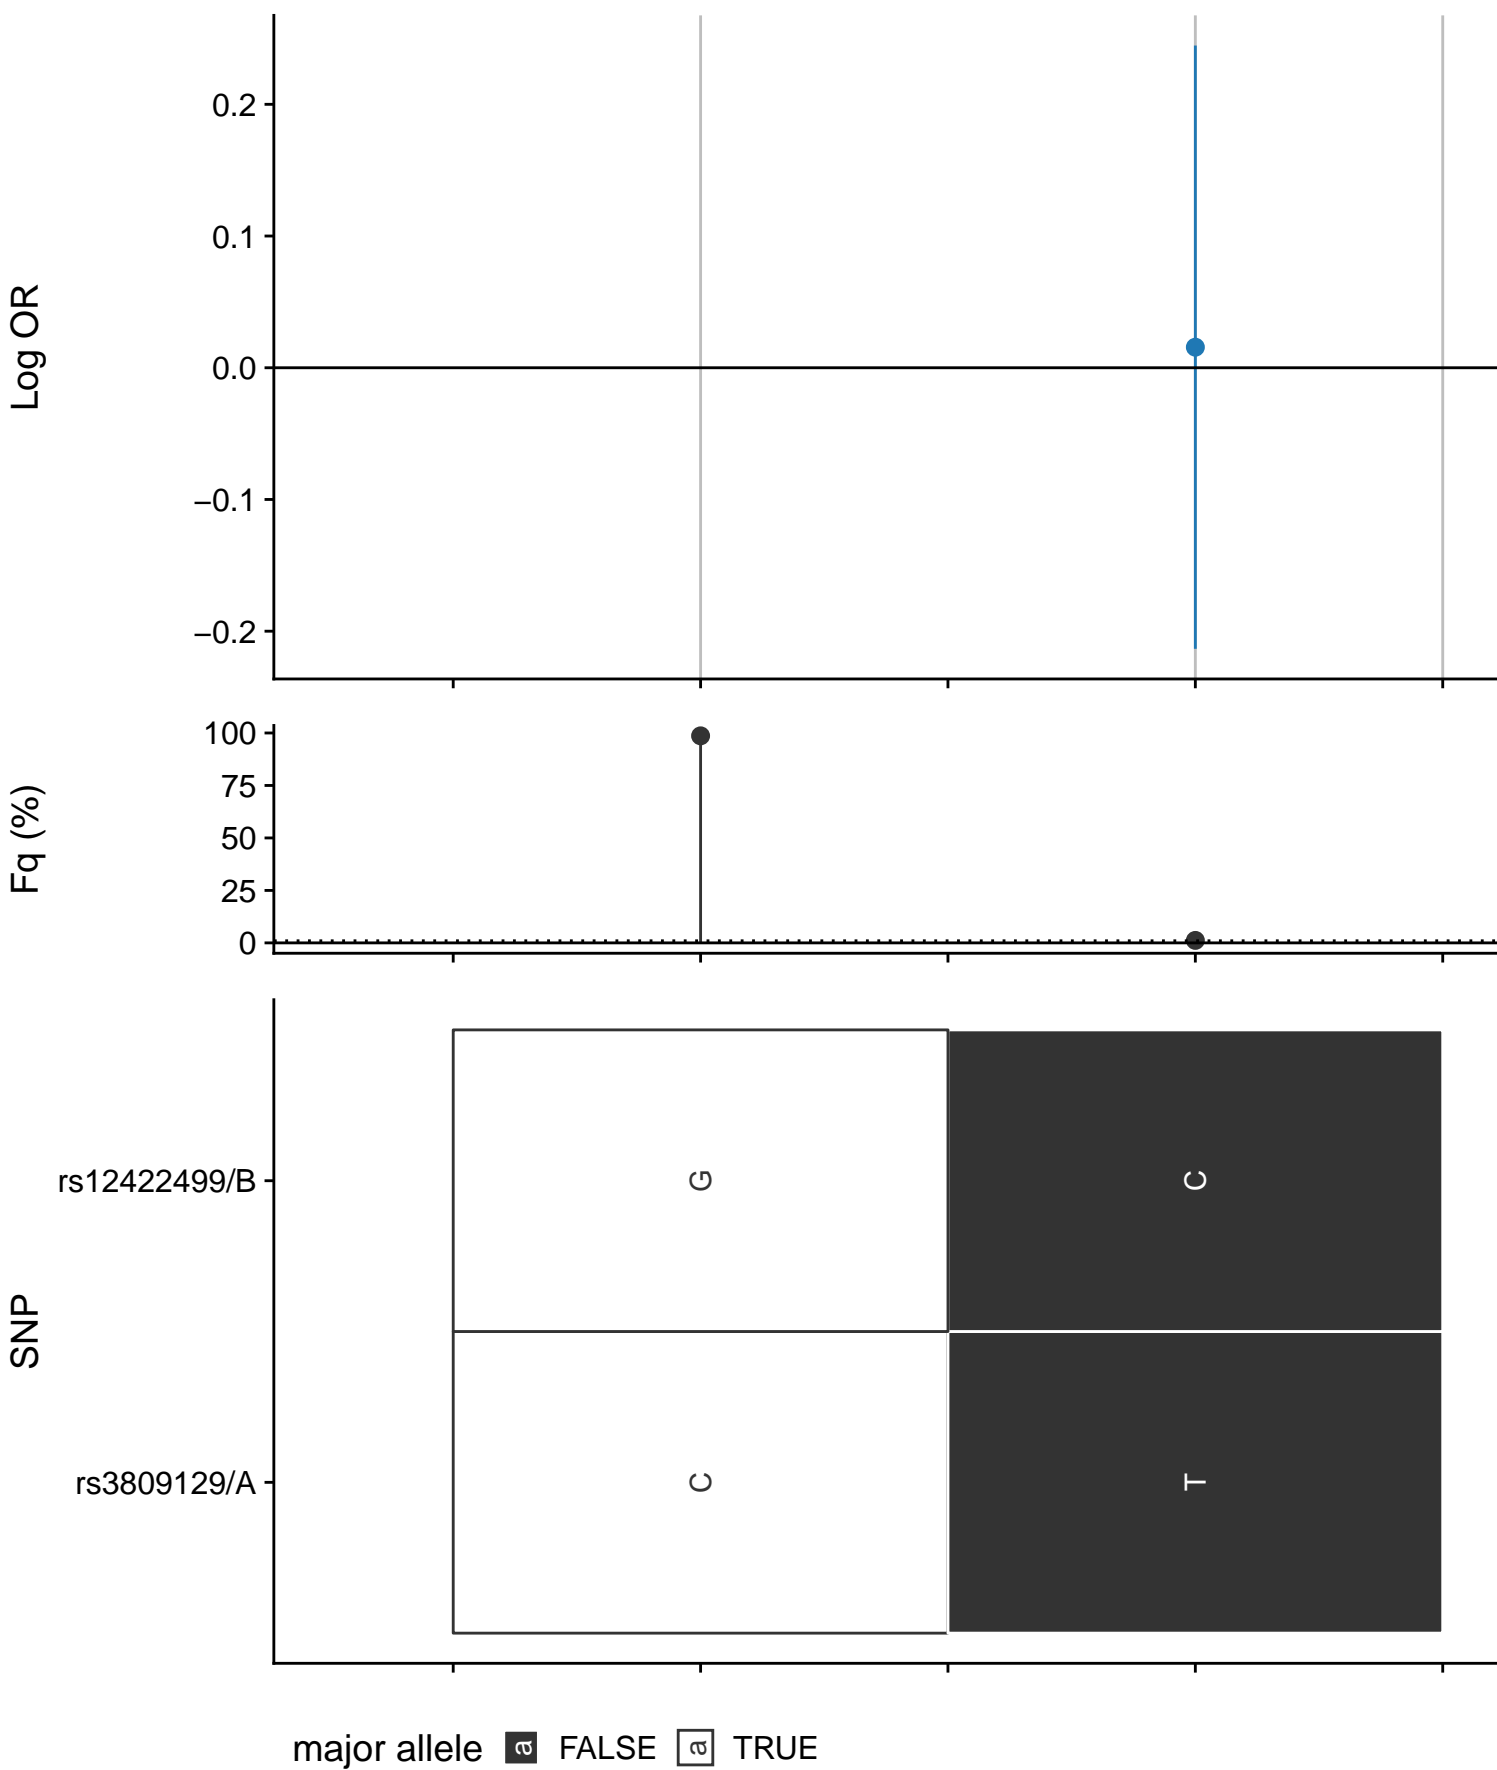 Log OR
0.2
0.1
0.0
−0.1
−0.2
Fq (%)
100
75
50
25
0
SNP
rs12422499/B
G
C
rs3809129/A
C
T
major allele a FALSE a TRUE